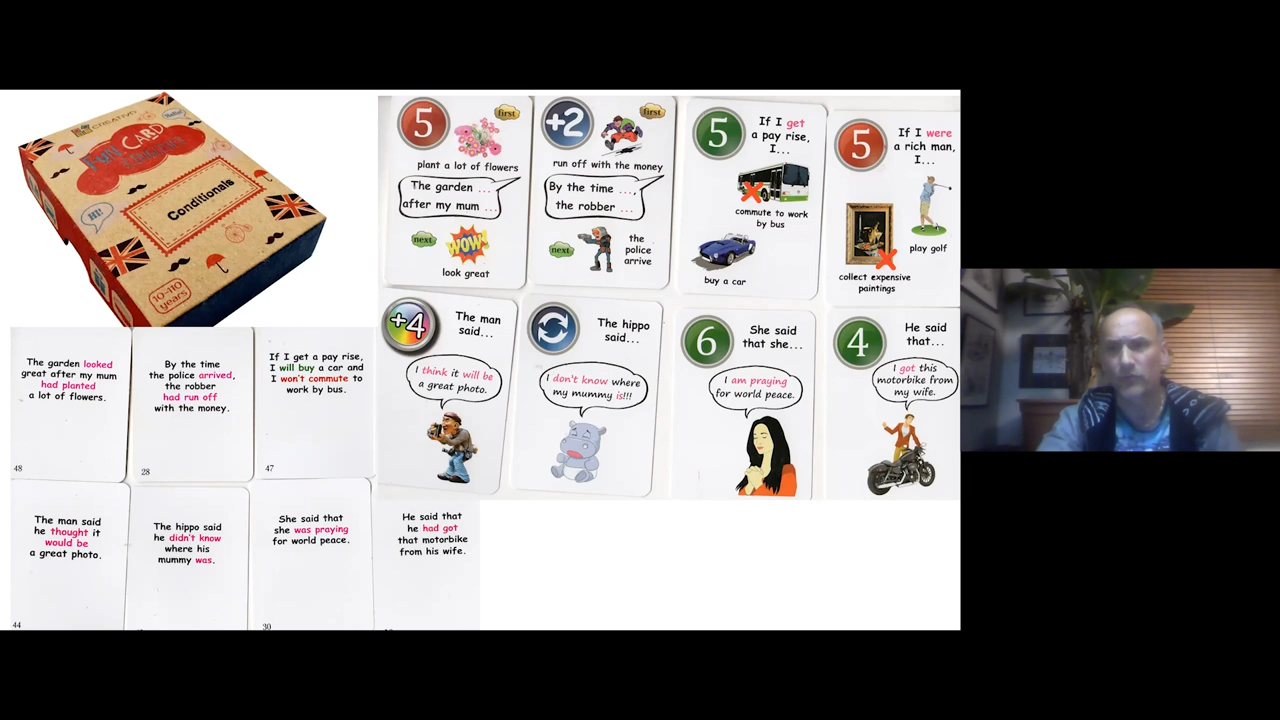 CREATIVO
FUN CARD
ENGLISH
Hello!
HI!
Conditionals
10-110
years
5
first
plant a lot of flowers
The garden ...
after my mum ...
next
WOW!
look great
+2
first
run off with the money
By the time ...,
the robber ...
next
the
police
arrive
5
If I get
a pay rise,
I...
commute to work
by bus
buy a car
5
If I were
a rich man,
I...
play golf
collect expensive
paintings
+4
The man
said...
I think it will be
a great photo.
The hippo
said...
I don't know where
my mummy is!!!
6
She said
that she...
I am praying
for world peace.
4
He said
that...
I got this
motorbike from
my wife.
The garden looked
great after my mum
had planted
a lot of flowers.
48
By the time
the police arrived,
the robber
had run off
with the money.
28
If I get a pay rise,
I will buy a car and
I won't commute to
work by bus.
47
The man said
he thought it
would be
a great photo.
44
The hippo said
he didn't know
where his
mummy was.
She said that
she was praying
for world peace.
30
He said that
he had got
that motorbike
from his wife.